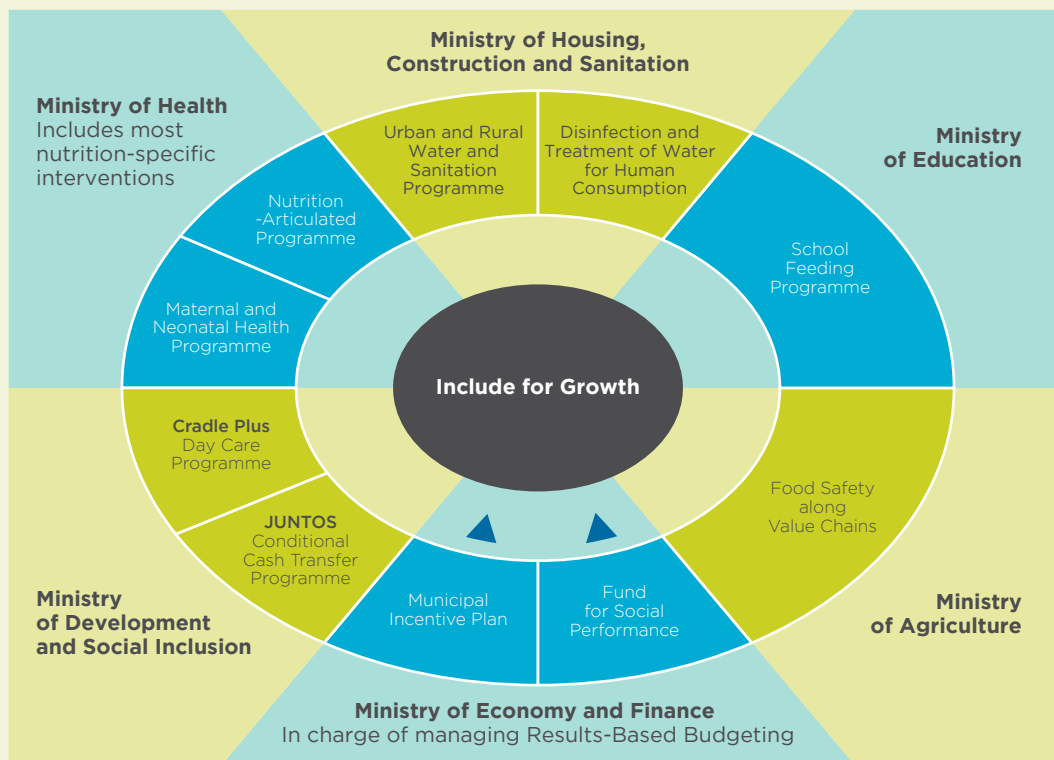 Ministry of Housing,
Construction and Sanitation
Ministry of Health
Includes most
nutrition-specific
interventions
Ministry
of Education
Urban and Rural
Water and
Sanitation
Programme
Disinfection and
Treatment of Water
for Human
Consumption
Nutrition
-Articulated
Programme
School
Feeding
Programme
Maternal and
Neonatal Health
Programme
Include for Growth
Cradle Plus
Day Care
Programme
JUNTOS
Conditional
Cash Transfer
Programme
Food Safety
along
Value Chains
Municipal
Incentive Plan
Fund
for Social
Performance
Ministry
of Development
and Social Inclusion
Ministry
of Agriculture
Ministry of Economy and Finance
In charge of managing Results-Based Budgeting